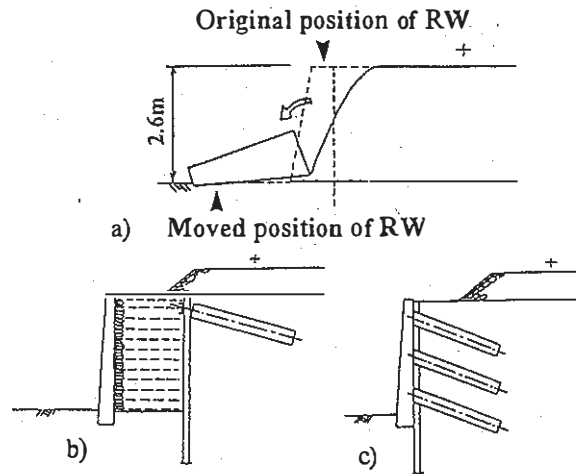 Original position of RW
2.6m
a) Moved position of RW
b)
c)